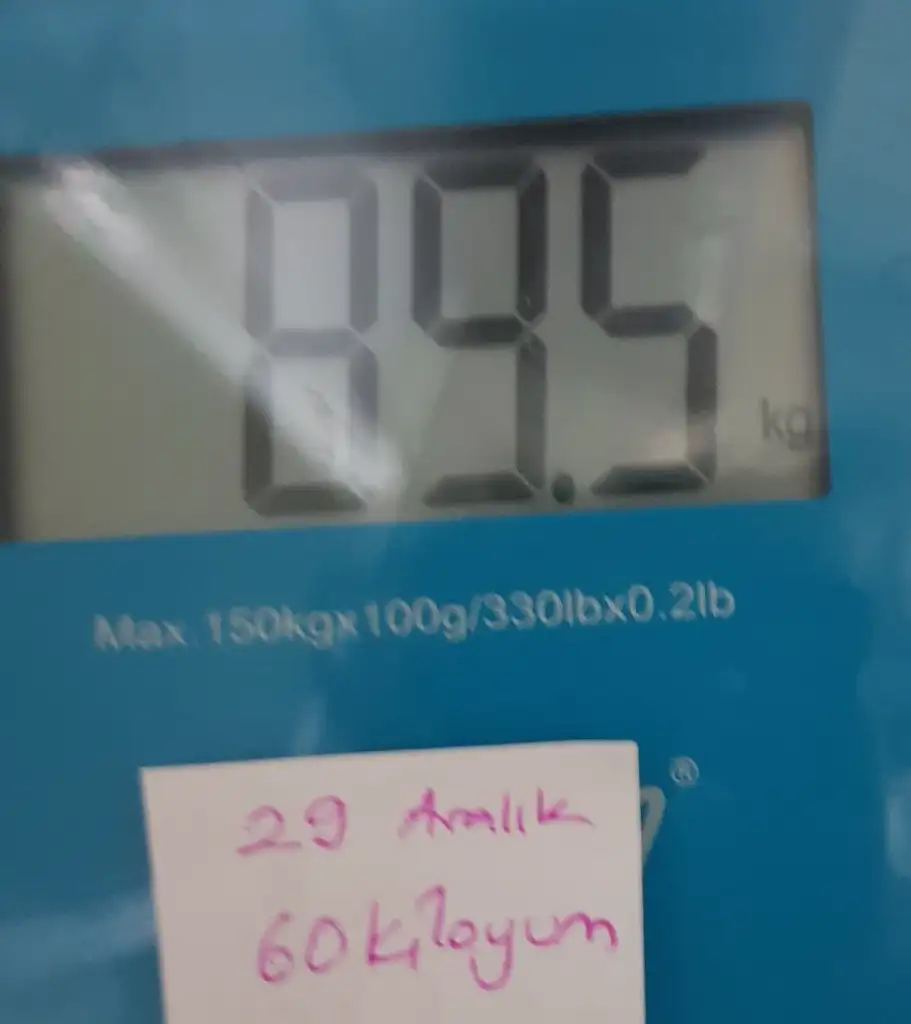 89.5 kg
Max 150kgx100g/330lbx0.2lb
®
29 Aralık
60 kiloyum